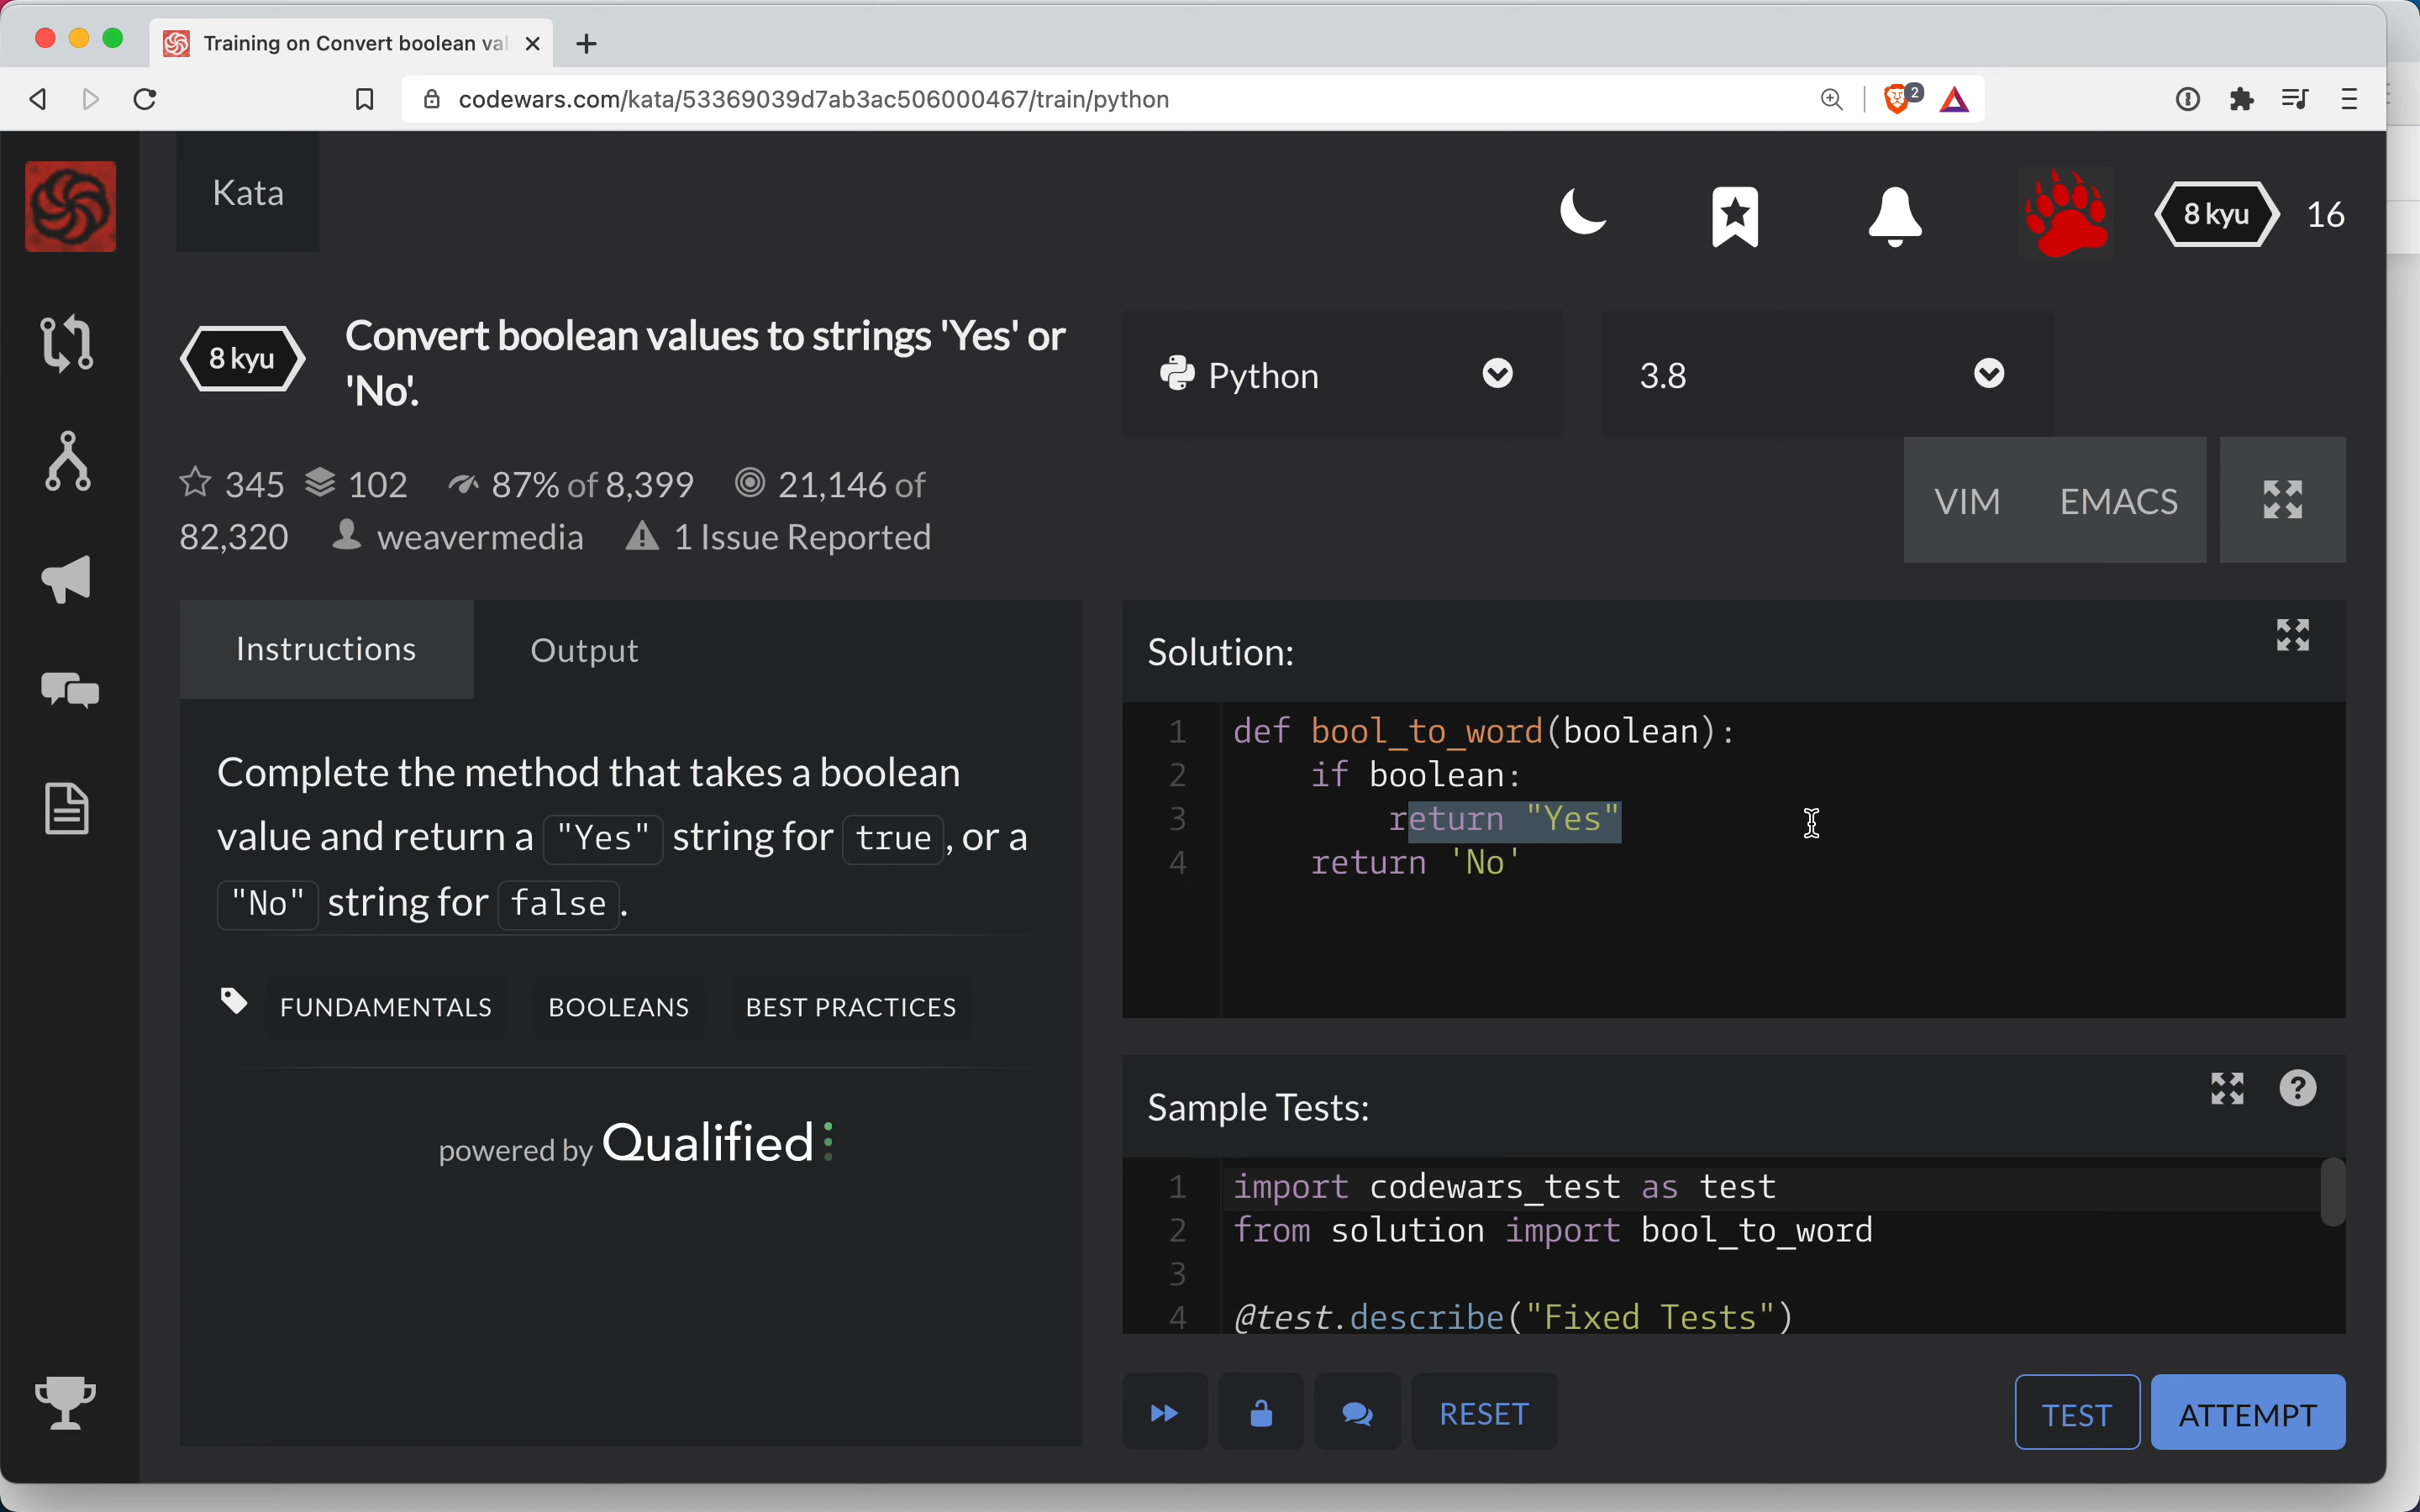 Training on Convert boolean val
codewars.com/kata/53369039d7ab3ac506000467/train/python
2
Kata
8 kyu
16
8 kyu
Convert boolean values to strings 'Yes' or
'No'.
Python
3.8
345 102 87% of 8,399 21,146 of
82,320 weavermedia 1 Issue Reported
VIM EMACS
Instructions Output
Complete the method that takes a boolean
value and return a "Yes" string for true, or a
"No" string for false.
FUNDAMENTALS BOOLEANS BEST PRACTICES
powered by Qualified
Solution:
1 def bool_to_word(boolean):
2 if boolean:
3 return "Yes"
4 return 'No'
Sample Tests:
1 import codewars_test as test
2 from solution import bool_to_word
3
4 @test.describe("Fixed Tests")
RESET
TEST
ATTEMPT